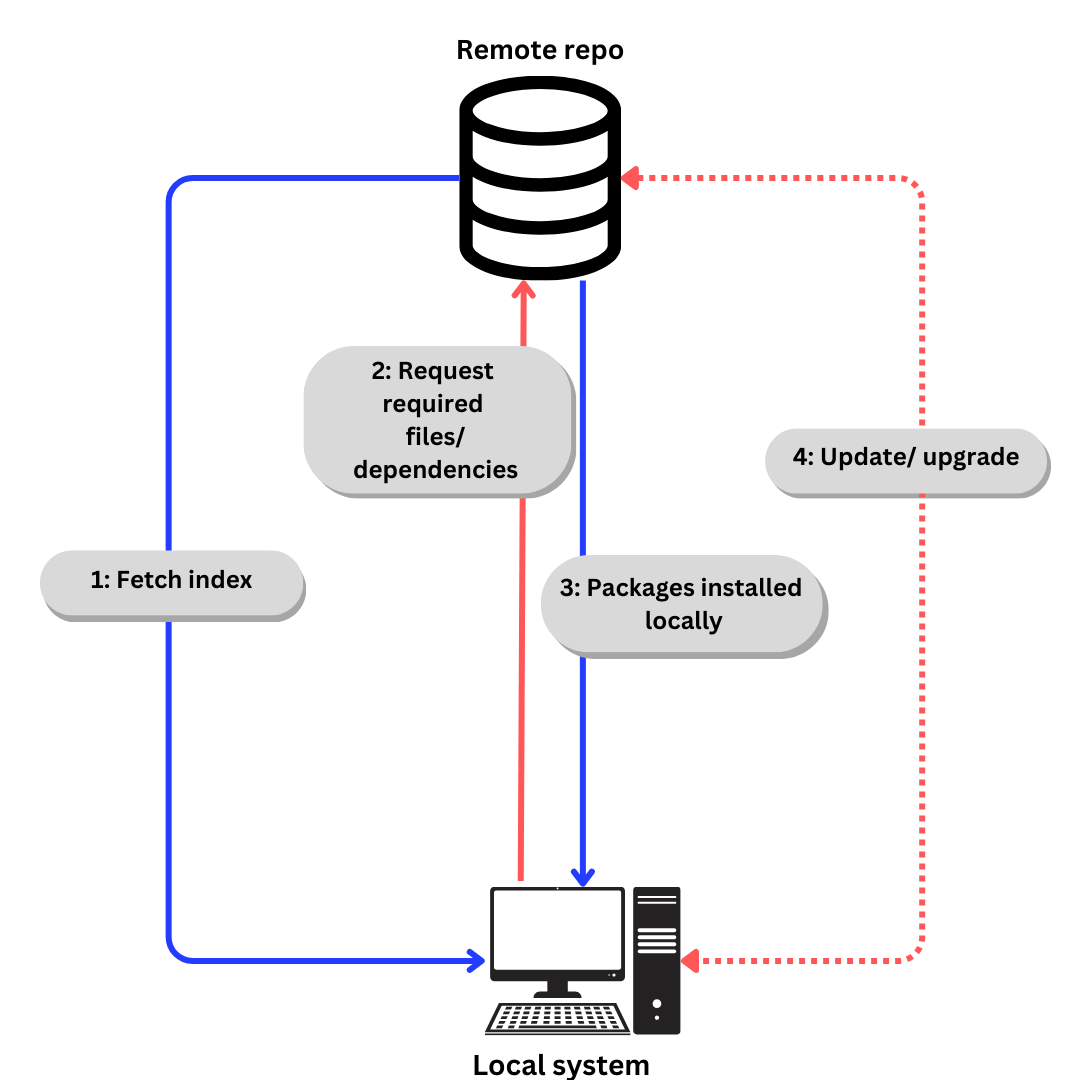 Remote repo
2: Request
required
files/
dependencies
4: Update/ upgrade
1: Fetch index
3: Packages installed
locally
Local system